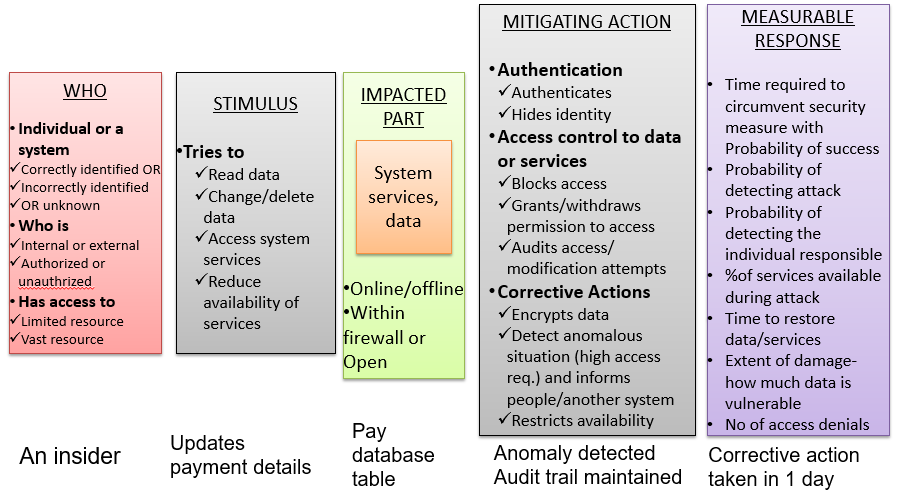 WHO
•Individual or a
system
✓Correctly identified OR
✓Incorrectly identified
✓OR unknown
•Who is
✓Internal or external
✓Authorized or
unauthrized
•Has access to
✓Limited resource
✓Vast resource
An insider
STIMULUS
•Tries to
✓Read data
✓Change/delete
data
✓Access system
services
✓Reduce
availability of
services
Updates
payment details
IMPACTED
PART
System
services,
data
•Online/offline
•Within
firewall or
Open
Pay
database
table
MITIGATING ACTION
•Authentication
✓Authenticates
✓Hides identity
•Access control to data
or services
✓Blocks access
✓Grants/withdraws
permission to access
✓Audits access/
modification attempts
•Corrective Actions
✓Encrypts data
✓Detect anomalous
situation (high access
req.) and informs
people/another system
✓Restricts availability
Anomaly detected
Audit trail maintained
MEASURABLE
RESPONSE
• Time required to
circumvent security
measure with
Probability of success
• Probability of
detecting attack
• Probability of
detecting the
individual responsible
• %of services available
during attack
• Time to restore
data/services
• Extent of damage-
how much data is
vulnerable
• No of access denials
Corrective action
taken in 1 day